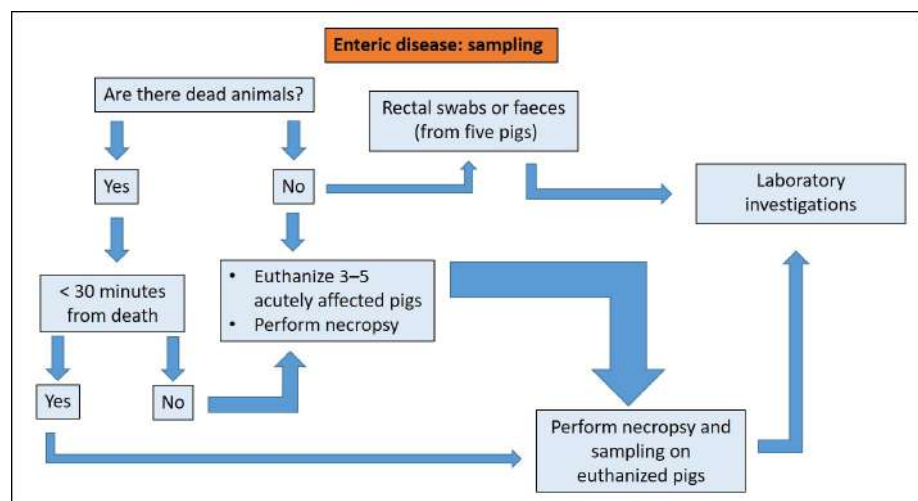 Enteric disease: sampling
Are there dead animals?
Rectal swabs or faeces
(from five pigs)
Yes
No
Laboratory
investigations
< 30 minutes
from death
• Euthanize 3–5
acutely affected pigs
• Perform necropsy
Yes
No
Perform necropsy and
sampling on
euthanized pigs